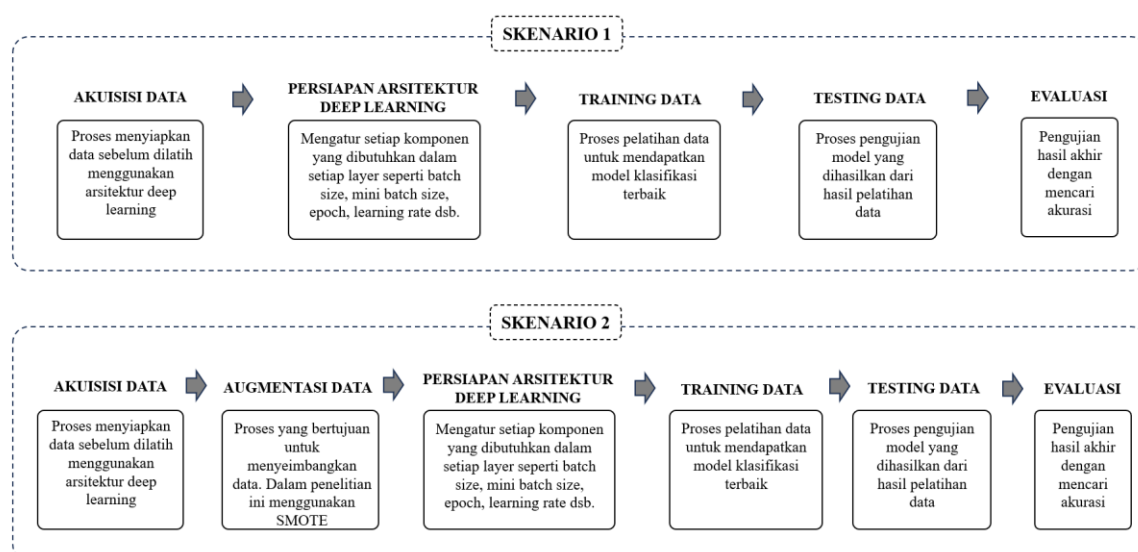 SKENARIO 1
AKUISISI DATA
Proses menyiapkan
data sebelum dilatih
menggunakan
arsitektur deep
learning
PERSIAPAN ARSITEKTUR
DEEP LEARNING
Mengatur setiap komponen
yang dibutuhkan dalam
setiap layer seperti batch
size, mini batch size,
epoch, learning rate dsb.
TRAINING DATA
Proses pelatihan data
untuk mendapatkan
model klasifikasi
terbaik
TESTING DATA
Proses pengujian
model yang
dihasilkan dari
hasil pelatihan
data
EVALUASI
Pengujian
hasil akhir
dengan
mencari
akurasi
SKENARIO 2
AKUISISI DATA
Proses menyiapkan
data sebelum dilatih
menggunakan
arsitektur deep
learning
AUGMENTASI DATA
Proses yang bertujuan
untuk
menyeimbangkan
data. Dalam penelitian
ini menggunakan
SMOTE
PERSIAPAN ARSITEKTUR
DEEP LEARNING
Mengatur setiap komponen
yang dibutuhkan dalam
setiap layer seperti batch
size, mini batch size,
epoch, learning rate dsb.
TRAINING DATA
Proses pelatihan data
untuk mendapatkan
model klasifikasi
terbaik
TESTING DATA
Proses pengujian
model yang
dihasilkan dari
hasil pelatihan
data
EVALUASI
Pengujian
hasil akhir
dengan
mencari
akurasi